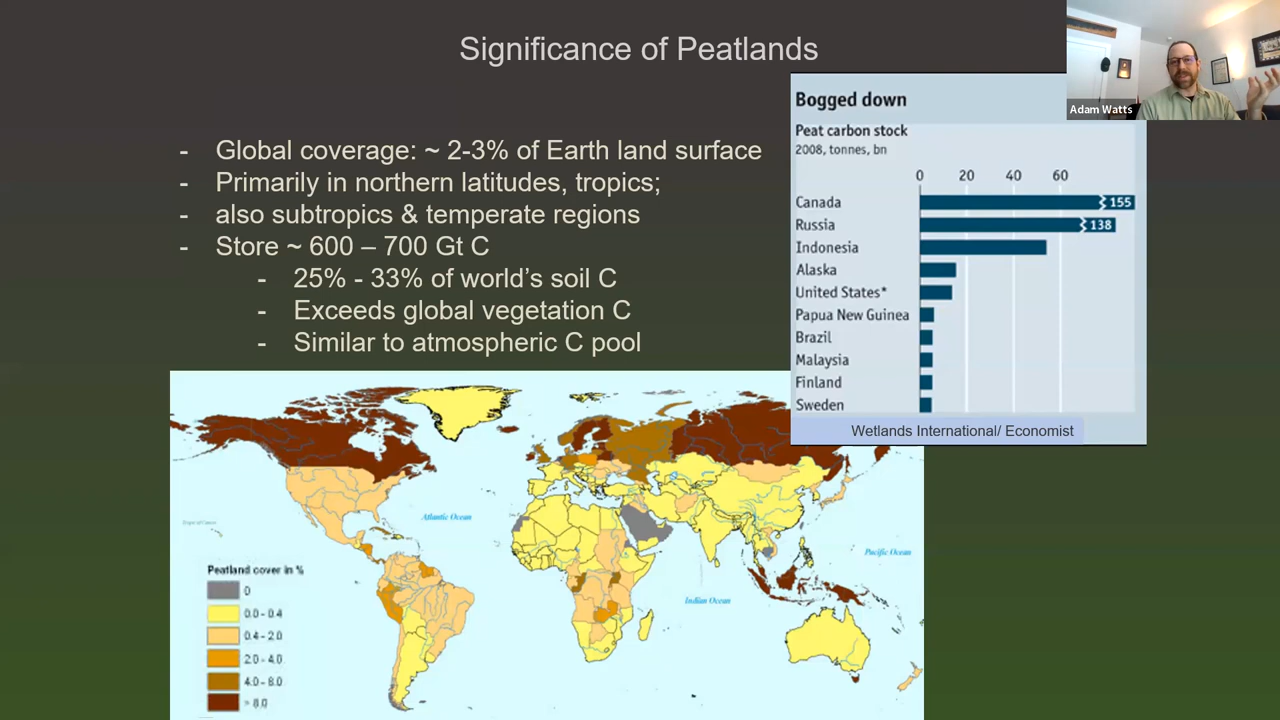 Significance of Peatlands
Adam Watts
- Global coverage: ~ 2-3% of Earth land surface
- Primarily in northern latitudes, tropics;
- also subtropics & temperate regions
- Store ~ 600 – 700 Gt C
- 25% - 33% of world's soil C
- Exceeds global vegetation C
- Similar to atmospheric C pool
Bogged down
Peat carbon stock
2008, tonnes, bn
0 20 40 60
Canada 155
Russia 138
Indonesia
Alaska
United States*
Papua New Guinea
Brazil
Malaysia
Finland
Sweden
Wetlands International/ Economist
Atlantic Ocean
Pacific Ocean
Indian Ocean
Peatland cover in %
0
0.0 - 0.4
0.4 - 2.0
2.0 - 4.0
4.0 - 8.0
> 8.0